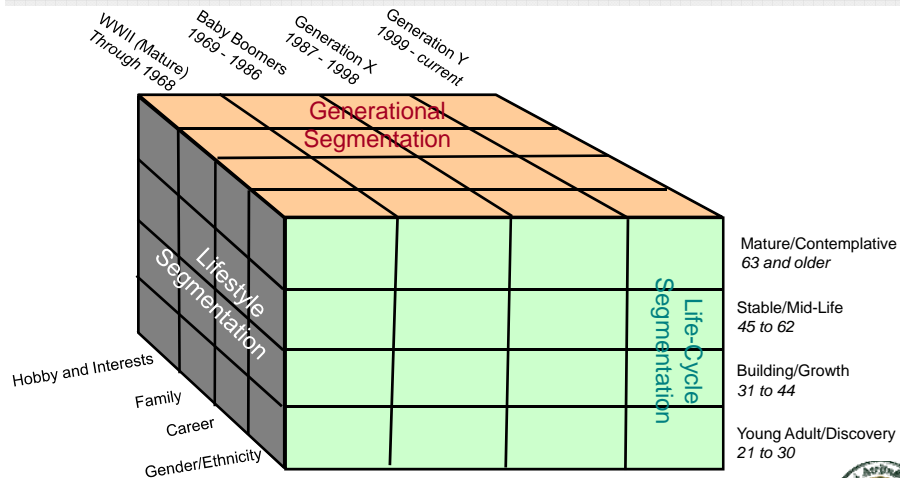 WWII (Mature)
Through 1968
Baby Boomers
1969 - 1986
Generation X
1987 - 1998
Generation Y
1999 - current
Generational
Segmentation
Lifestyle
Segmentation
Life-Cycle
Segmentation
Mature/Contemplative
63 and older
Stable/Mid-Life
45 to 62
Building/Growth
31 to 44
Young Adult/Discovery
21 to 30
Hobby and Interests
Family
Career
Gender/Ethnicity